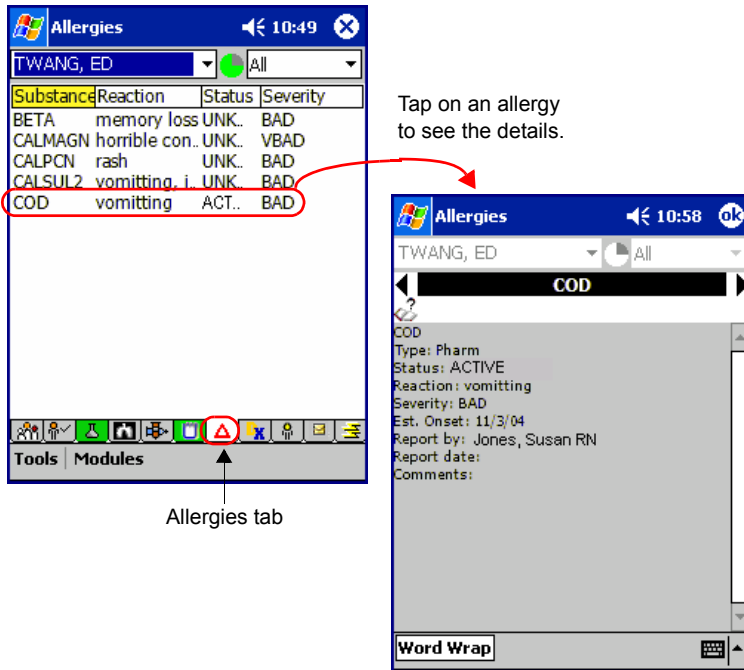 Allergies 10:49
TWANG, ED All
Substance Reaction Status Severity
BETA memory loss UNK.. BAD
CALMAGN horrible con.. UNK.. VBAD
CALPCN rash UNK.. BAD
CALSUL2 vomitting, i.. UNK.. BAD
COD vomitting ACT.. BAD
x
Tools Modules
Allergies tab
Tap on an allergy
to see the details.
Allergies 10:58 ok
TWANG, ED All
COD
?
COD
Type: Pharm
Status: ACTIVE
Reaction: vomitting
Severity: BAD
Est. Onset: 11/3/04
Report by: Jones, Susan RN
Report date:
Comments:
Word Wrap